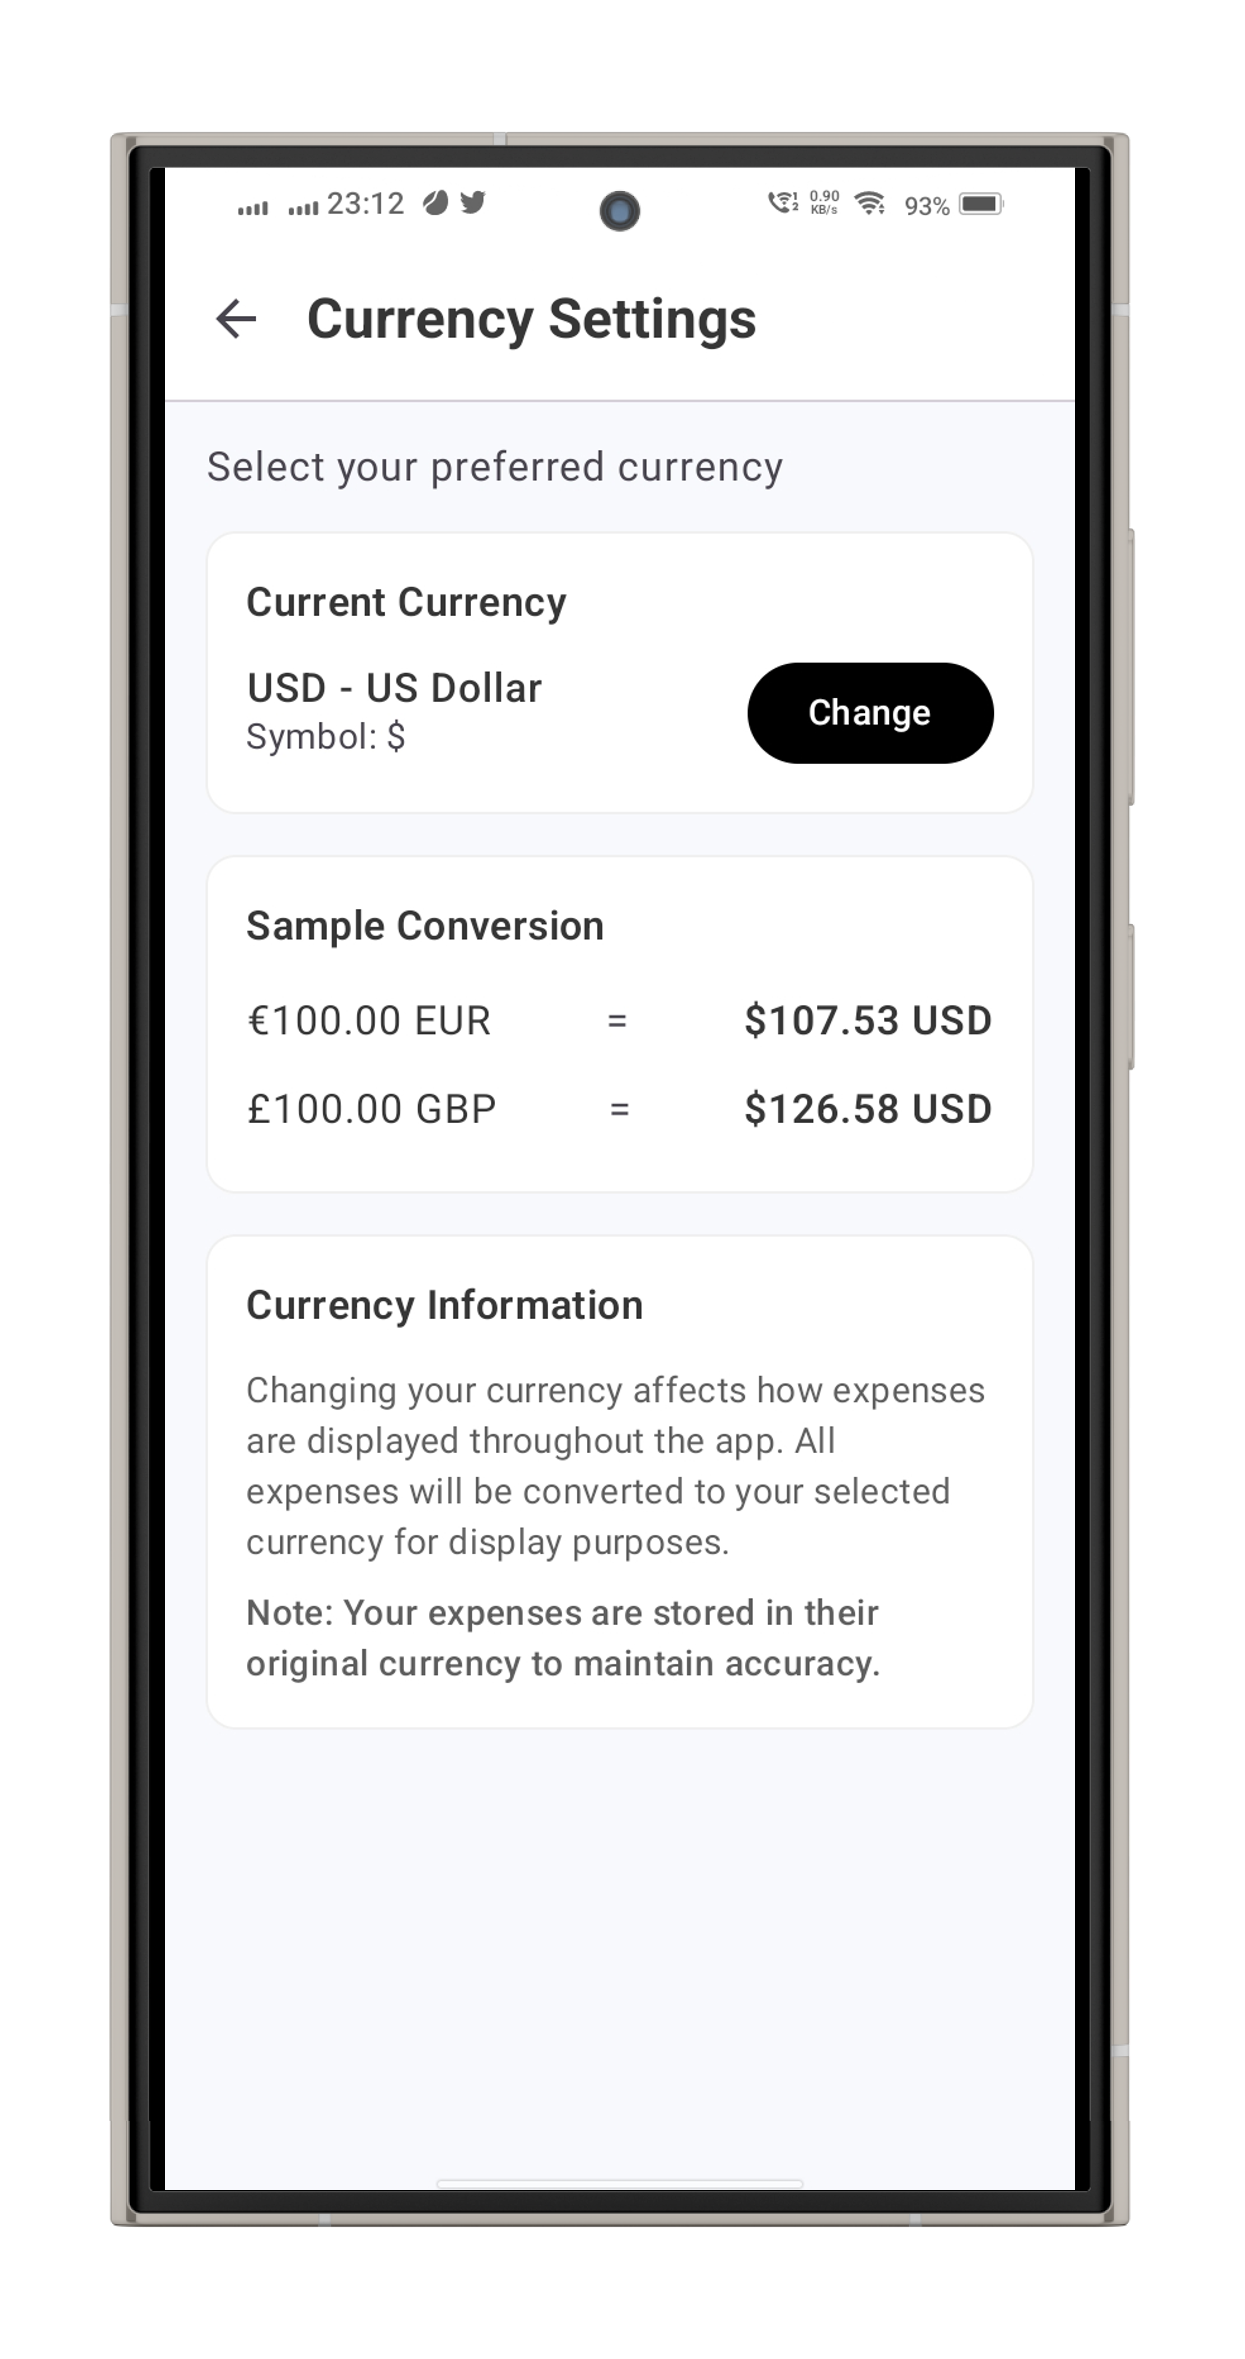 23:12
0.90
KB/s
93%
Currency Settings
Select your preferred currency
Current Currency
USD - US Dollar
Symbol: $
Change
Sample Conversion
€100.00 EUR = $107.53 USD
£100.00 GBP = $126.58 USD
Currency Information
Changing your currency affects how expenses
are displayed throughout the app. All
expenses will be converted to your selected
currency for display purposes.
Note: Your expenses are stored in their
original currency to maintain accuracy.